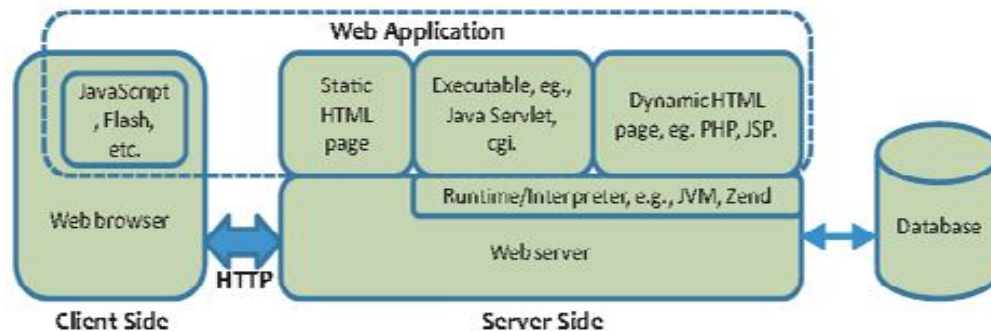 Web Application
JavaScript
, Flash,
etc.
Web browser
HTTP
Static
HTML
page
Executable, eg.,
Java Servlet,
cgi.
Dynamic HTML
page, eg. PHP, JSP.
Runtime/Interpreter, e.g., JVM, Zend
Web server
Database
Client Side
Server Side